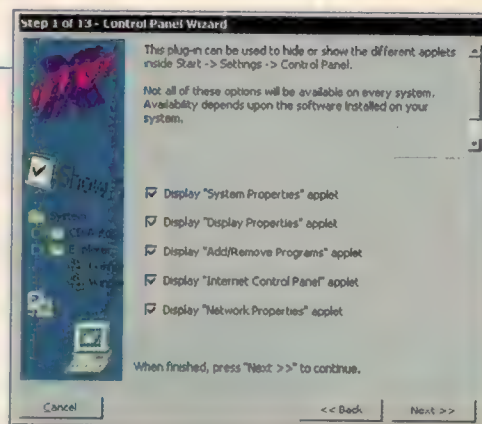 Step 1 of 13 - Control Panel Wizard
This plug-in can be used to hide or show the different applets
inside Start -> Settings -> Control Panel.
Not all of these options will be available on every system.
Availability depends upon the software installed on your
system.
Show
System
Display "System Properties" applet
Display "Display Properties" applet
Display "Add/Remove Programs" applet
Display "Internet Control Panel" applet
Display "Network Properties" applet
When finished, press "Next >>" to continue.
Cancel
<< Back
Next >>